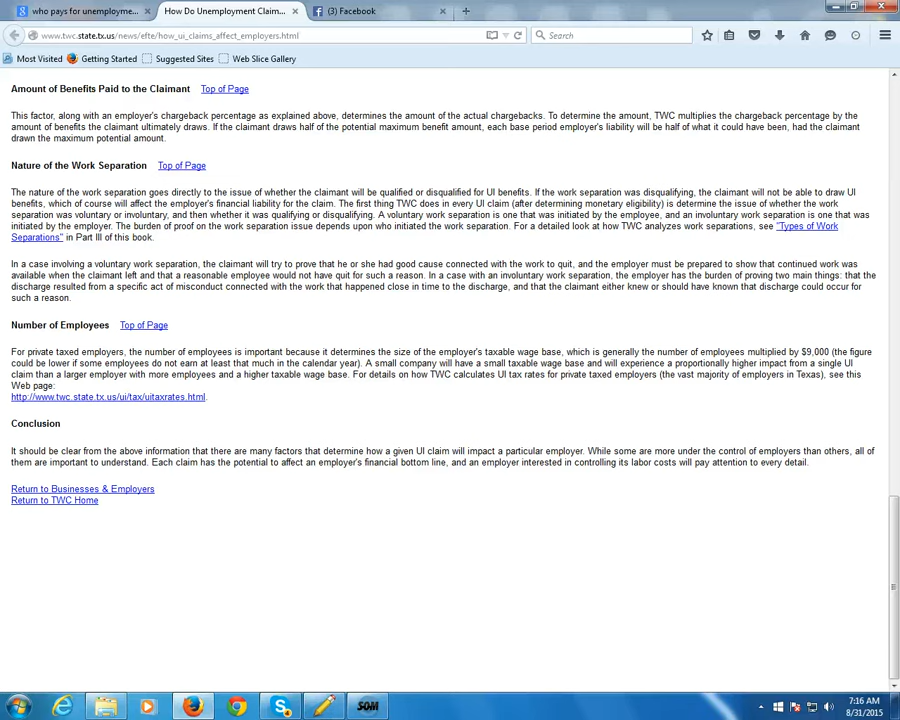 who pays for unemployme...
How Do Unemployment Claim...
(3) Facebook
www.twc.state.tx.us/news/efte/how_ui_claims_affect_employers.html
Search
Most Visited
Getting Started
Suggested Sites
Web Slice Gallery
Amount of Benefits Paid to the Claimant Top of Page
This factor, along with an employer's chargeback percentage as explained above, determines the amount of the actual chargebacks. To determine the amount, TWC multiplies the chargeback percentage by the
amount of benefits the claimant ultimately draws. If the claimant draws half of the potential maximum benefit amount, each base period employer's liability will be half of what it could have been, had the claimant
drawn the maximum potential amount.
Nature of the Work Separation Top of Page
The nature of the work separation goes directly to the issue of whether the claimant will be qualified or disqualified for UI benefits. If the work separation was disqualifying, the claimant will not be able to draw UI
benefits, which of course will affect the employer's financial liability for the claim. The first thing TWC does in every UI claim (after determining monetary eligibility) is determine the issue of whether the work
separation was voluntary or involuntary, and then whether it was qualifying or disqualifying. A voluntary work separation is one that was initiated by the employee, and an involuntary work separation is one that was
initiated by the employer. The burden of proof on the work separation issue depends upon who initiated the work separation. For a detailed look at how TWC analyzes work separations, see "Types of Work
Separations" in Part III of this book.
In a case involving a voluntary work separation, the claimant will try to prove that he or she had good cause connected with the work to quit, and the employer must be prepared to show that continued work was
available when the claimant left and that a reasonable employee would not have quit for such a reason. In a case with an involuntary work separation, the employer has the burden of proving two main things: that the
discharge resulted from a specific act of misconduct connected with the work that happened close in time to the discharge, and that the claimant either knew or should have known that discharge could occur for
such a reason.
Number of Employees Top of Page
For private taxed employers, the number of employees is important because it determines the size of the employer's taxable wage base, which is generally the number of employees multiplied by $9,000 (the figure
could be lower if some employees do not earn at least that much in the calendar year). A small company will have a small taxable wage base and will experience a proportionally higher impact from a single UI
claim than a larger employer with more employees and a higher taxable wage base. For details on how TWC calculates UI tax rates for private taxed employers (the vast majority of employers in Texas), see this
Web page:
http://www.twc.state.tx.us/ui/tax/uitaxrates.html.
Conclusion
It should be clear from the above information that there are many factors that determine how a given UI claim will impact a particular employer. While some are more under the control of employers than others, all of
them are important to understand. Each claim has the potential to affect an employer's financial bottom line, and an employer interested in controlling its labor costs will pay attention to every detail.
Return to Businesses & Employers
Return to TWC Home
SOM
7:16 AM
8/31/2015